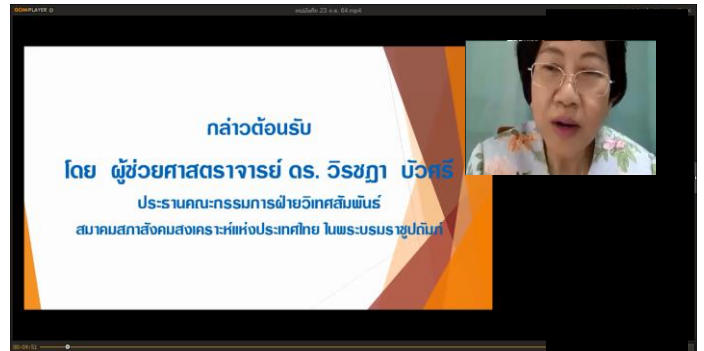 GOM PLAYER
กล่าวต้อนรับ
โดย ผู้ช่วยศาสตราจารย์ ดร. วิรชฎา บัวศรี
ประธานคณะกรรมการฝ่ายวิเทศสัมพันธ์
สมาคมสภาสังคมสงเคราะห์แห่งประเทศไทย ในพระบรมราชูปถัมภ์